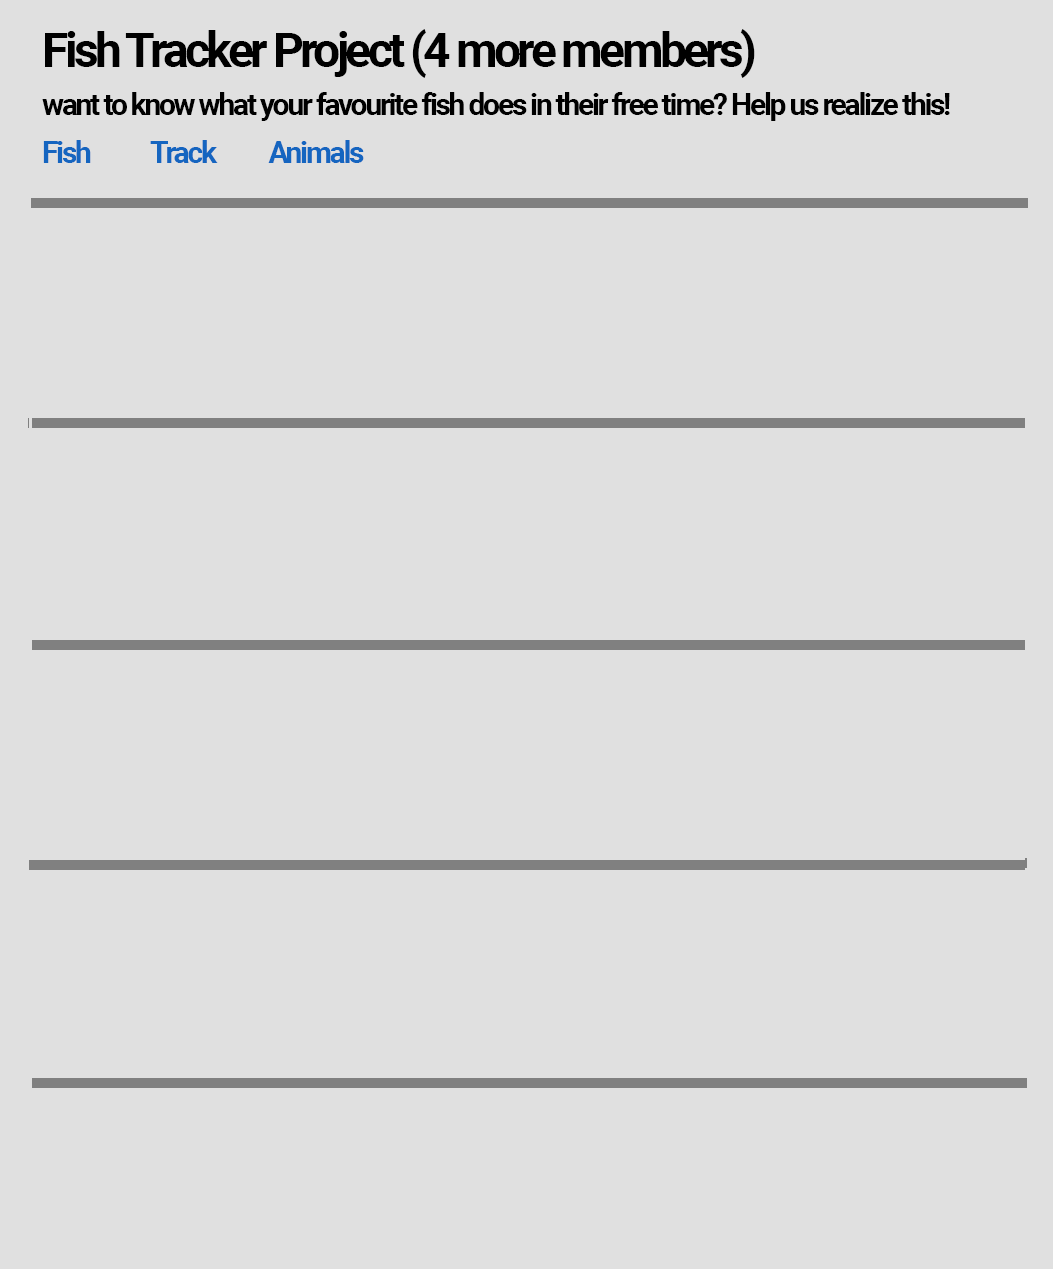 Fish Tracker Project (4 more members)
want to know what your favourite fish does in their free time? Help us realize this!
Fish Track Animals